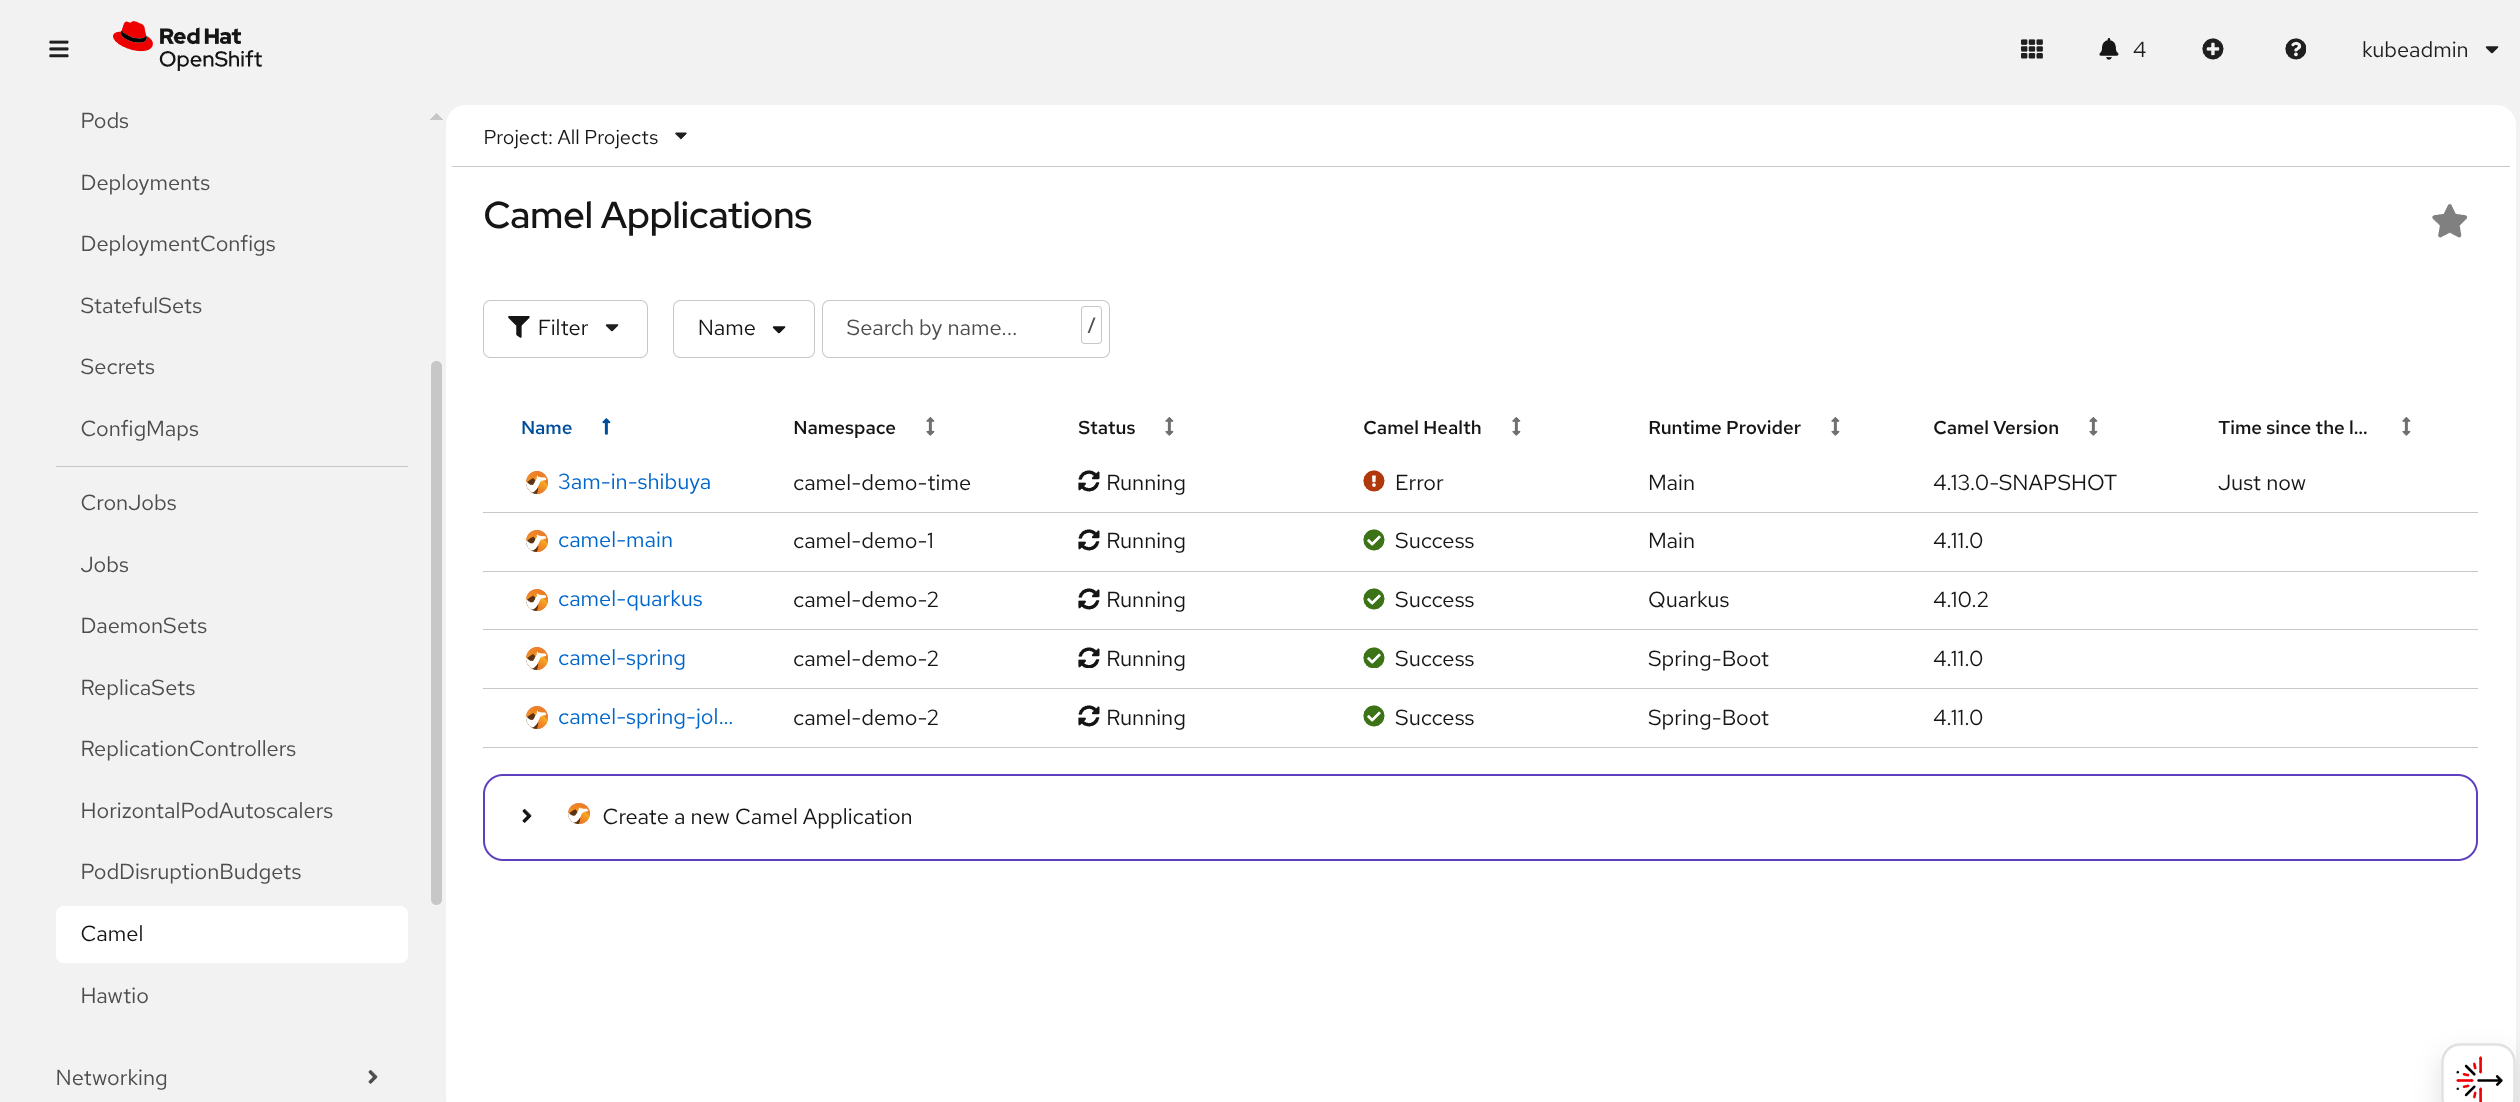 Red Hat
OpenShift
4
kubeadmin
Pods
Deployments
DeploymentConfigs
StatefulSets
Secrets
ConfigMaps
CronJobs
Jobs
DaemonSets
ReplicaSets
ReplicationControllers
HorizontalPodAutoscalers
PodDisruptionBudgets
Camel
Hawtio
Networking
Project: All Projects
Camel Applications
Filter Name Search by name... /
Name Namespace Status Camel Health Runtime Provider Camel Version Time since the l...
3am-in-shibuya camel-demo-time Running Error Main 4.13.0-SNAPSHOT Just now
camel-main camel-demo-1 Running Success Main 4.11.0
camel-quarkus camel-demo-2 Running Success Quarkus 4.10.2
camel-spring camel-demo-2 Running Success Spring-Boot 4.11.0
camel-spring-jol... camel-demo-2 Running Success Spring-Boot 4.11.0
Create a new Camel Application